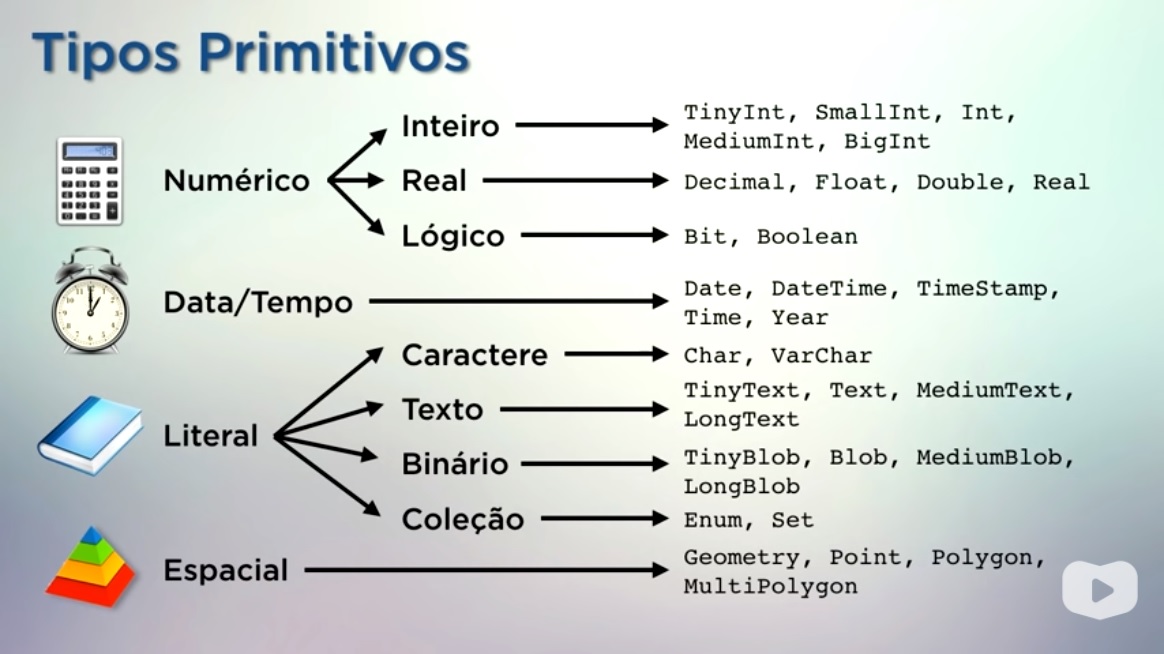 Tipos Primitivos
Numérico
Inteiro
TinyInt, SmallInt, Int,
MediumInt, BigInt
Real
Decimal, Float, Double, Real
Lógico
Bit, Boolean
Data/Tempo
Date, DateTime, TimeStamp,
Time, Year
Literal
Caractere
Char, VarChar
Texto
TinyText, Text, MediumText,
LongText
Binário
TinyBlob, Blob, MediumBlob,
LongBlob
Coleção
Enum, Set
Espacial
Geometry, Point, Polygon,
MultiPolygon